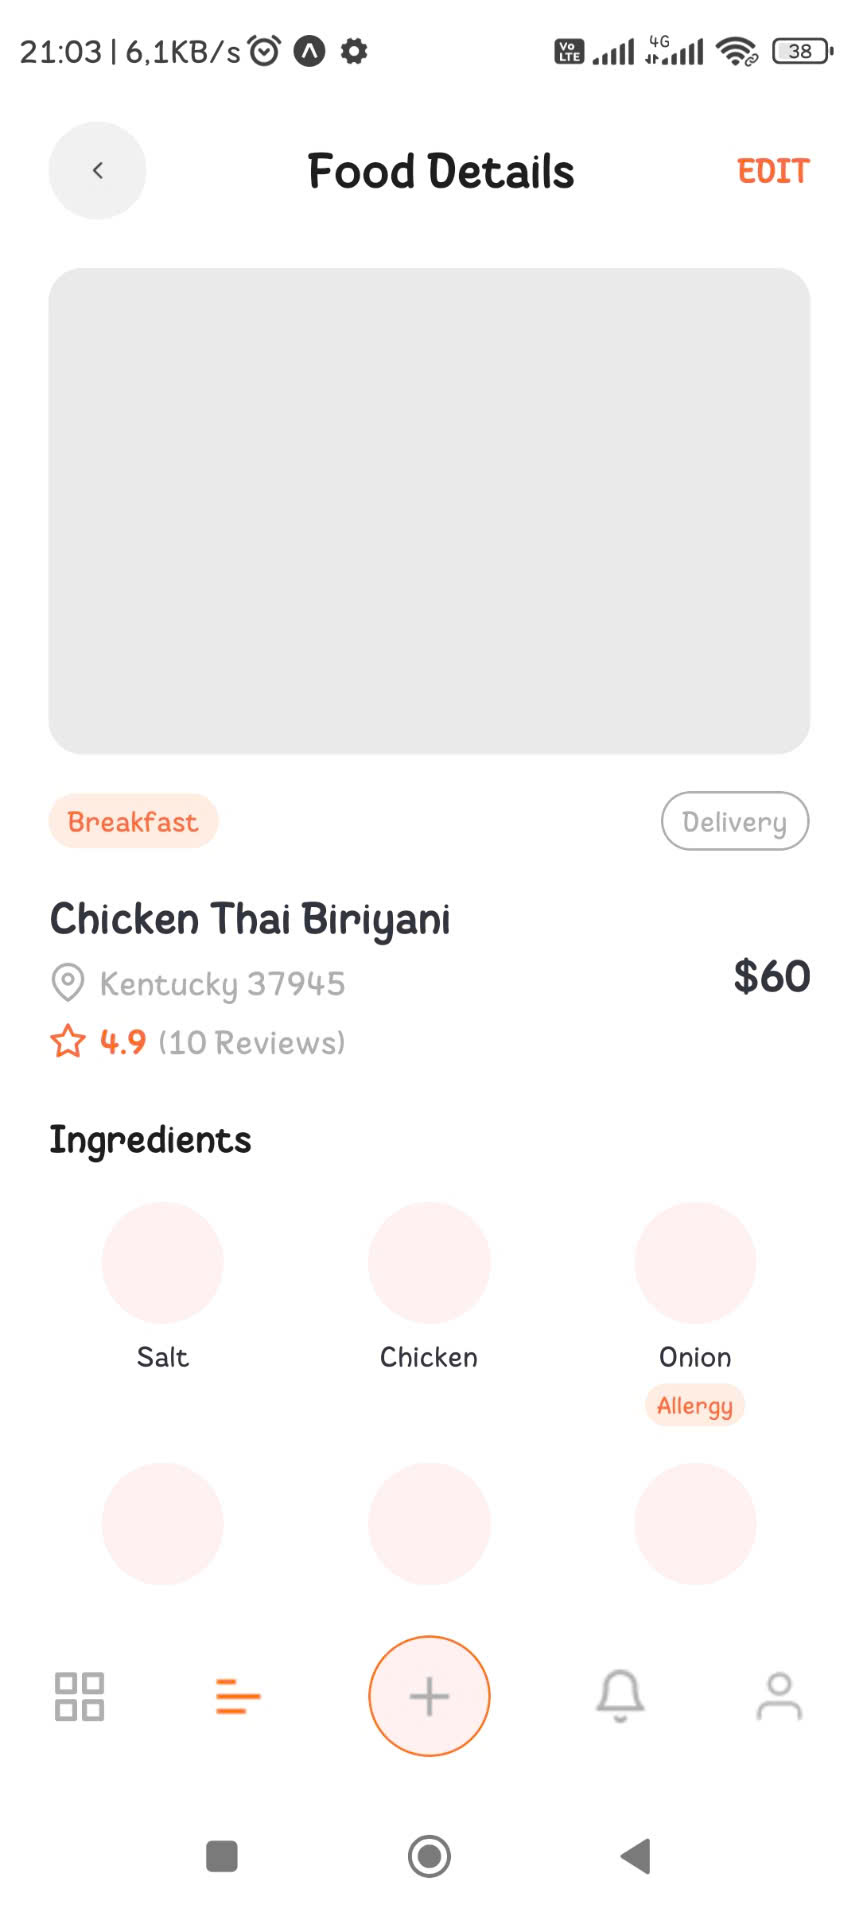 21:03 | 6,1KB/s
Vo LTE 4G 38
Food Details
EDIT
Breakfast
Delivery
Chicken Thai Biriyani
Kentucky 37945
$60
4.9 (10 Reviews)
Ingredients
Salt Chicken Onion
Allergy